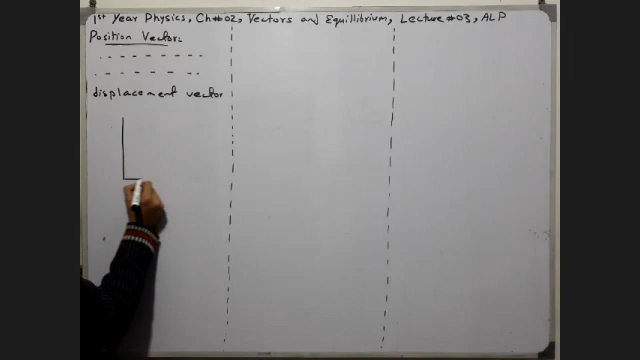 1st Year Physics, Ch#02, Vectors and Equillibrium, Lecture#03, ALP
Position Vector:
displacement vector